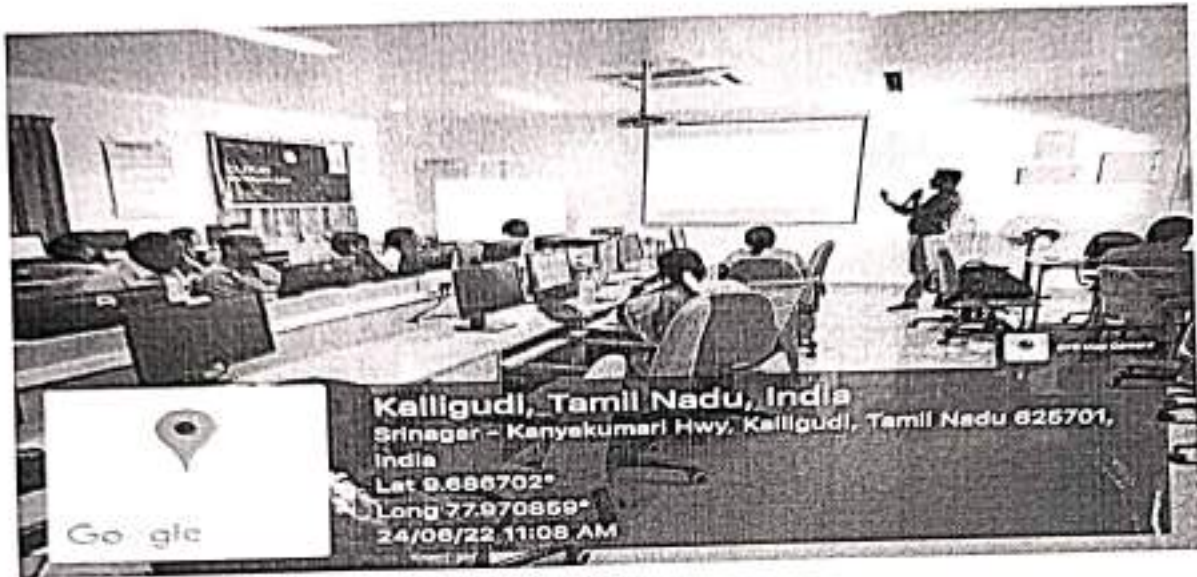 Kalligudi, Tamil Nadu, India
Srinagar - Kanyakumari Hwy, Kalligudi, Tamil Nadu 625701,
India
Lat 9.686702°
Long 77.970859°
24/06/22 11:08 AM
Google